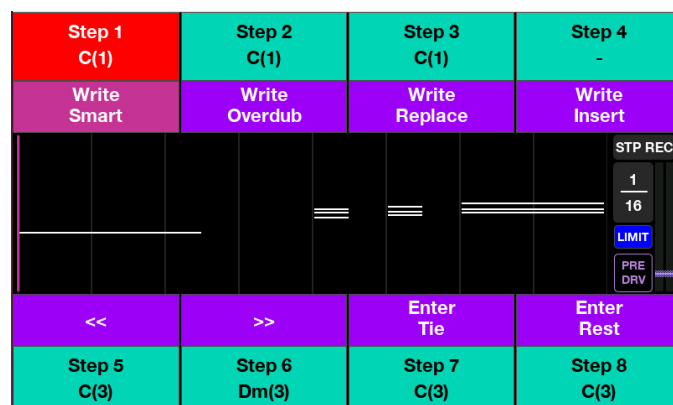 Step 1
C(1)
Step 2
C(1)
Step 3
C(1)
Step 4
-
Write
Smart
Write
Overdub
Write
Replace
Write
Insert
STP REC
1
16
LIMIT
PRE
DRV
<<
>>
Enter
Tie
Enter
Rest
Step 5
C(3)
Step 6
Dm(3)
Step 7
C(3)
Step 8
C(3)